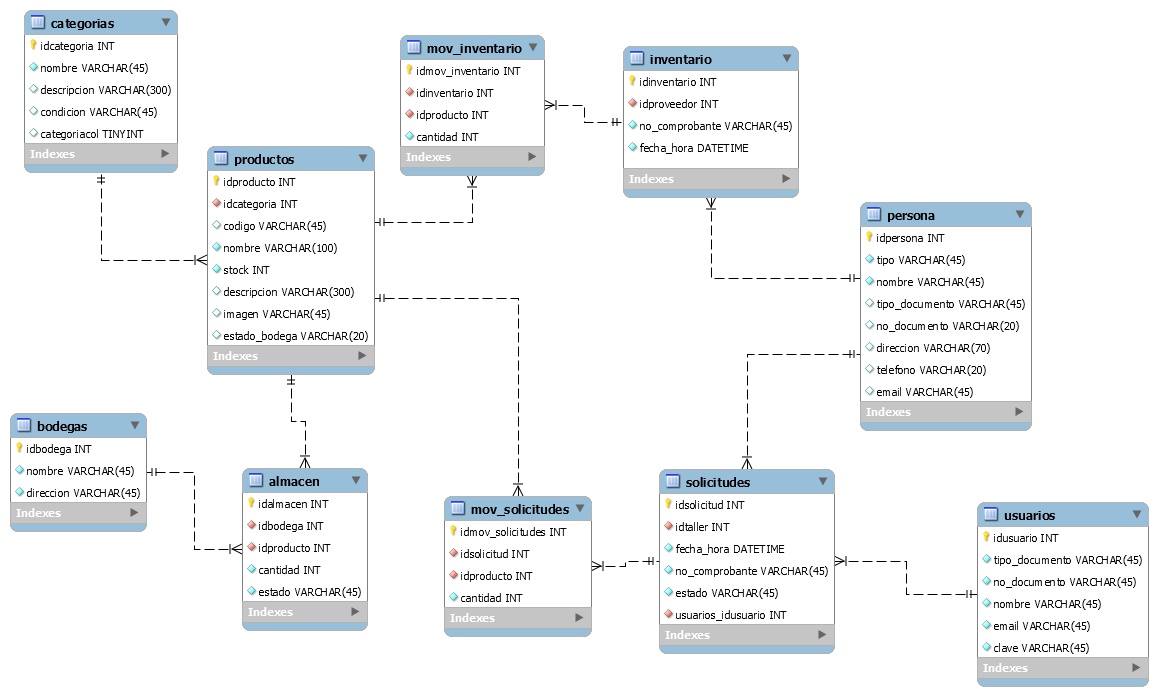 categorias
idcategoria INT
nombre VARCHAR(45)
descripcion VARCHAR(300)
condicion VARCHAR(45)
categoriacol TINYINT
Indexes
mov_inventario
idmov_inventario INT
idinventario INT
idproducto INT
cantidad INT
Indexes
inventario
idinventario INT
idproveedor INT
no_comprobante VARCHAR(45)
fecha_hora DATETIME
Indexes
productos
idproducto INT
idcategoria INT
codigo VARCHAR(45)
nombre VARCHAR(100)
stock INT
descripcion VARCHAR(300)
imagen VARCHAR(45)
estado_bodega VARCHAR(20)
Indexes
persona
idpersona INT
tipo VARCHAR(45)
nombre VARCHAR(45)
tipo_documento VARCHAR(45)
no_documento VARCHAR(20)
direccion VARCHAR(70)
telefono VARCHAR(20)
email VARCHAR(45)
Indexes
bodegas
idbodega INT
nombre VARCHAR(45)
direccion VARCHAR(45)
Indexes
almacen
idalmacen INT
idbodega INT
idproducto INT
cantidad INT
estado VARCHAR(45)
Indexes
mov_solicitudes
idmov_solicitudes INT
idsolicitud INT
idproducto INT
cantidad INT
Indexes
solicitudes
idsolicitud INT
idtaller INT
fecha_hora DATETIME
no_comprobante VARCHAR(45)
estado VARCHAR(45)
usuarios_idusuario INT
Indexes
usuarios
idusuario INT
tipo_documento VARCHAR(45)
no_documento VARCHAR(45)
nombre VARCHAR(45)
email VARCHAR(45)
clave VARCHAR(45)
Indexes